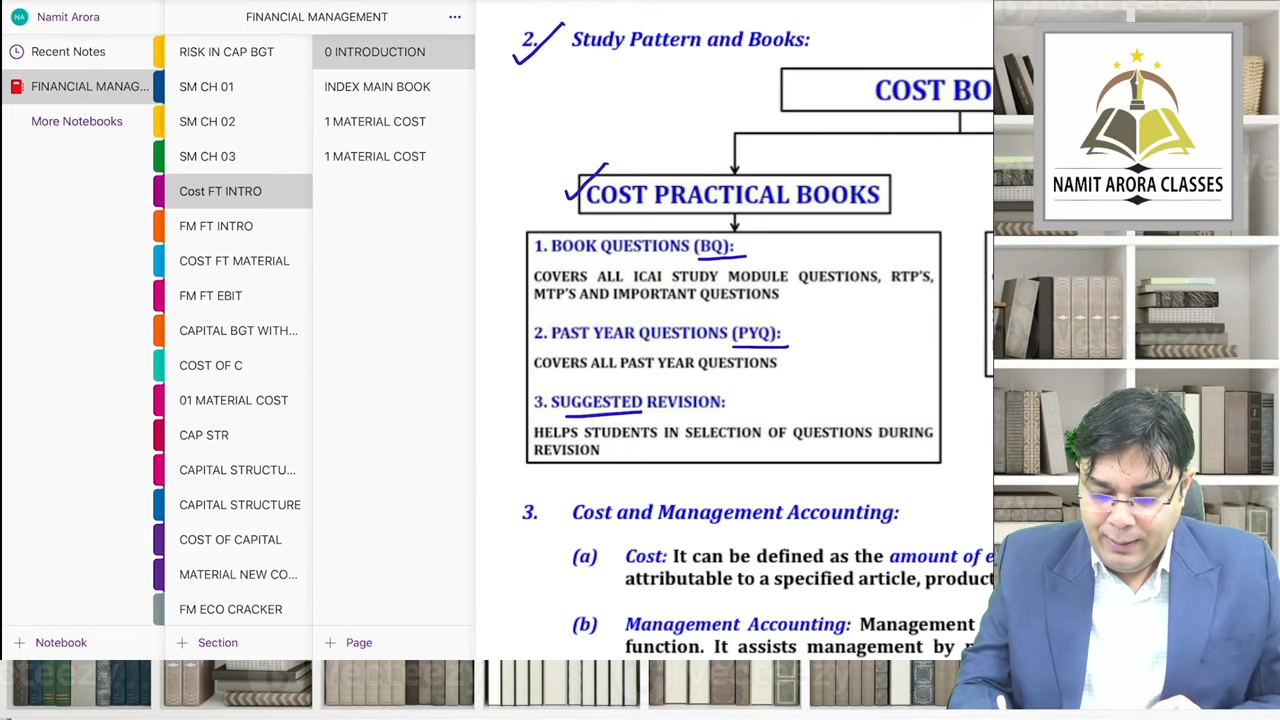 NA Namit Arora
Recent Notes
FINANCIAL MANAG...
More Notebooks
Notebook
FINANCIAL MANAGEMENT
RISK IN CAP BGT
SM CH 01
SM CH 02
SM CH 03
Cost FT INTRO
FM FT INTRO
COST FT MATERIAL
FM FT EBIT
CAPITAL BGT WITH...
COST OF C
01 MATERIAL COST
CAP STR
CAPITAL STRUCTU...
CAPITAL STRUCTURE
COST OF CAPITAL
MATERIAL NEW CO...
FM ECO CRACKER
Section
0 INTRODUCTION
INDEX MAIN BOOK
1 MATERIAL COST
1 MATERIAL COST
Page
2. Study Pattern and Books:
COST BO
COST PRACTICAL BOOKS
1. BOOK QUESTIONS (BQ):
COVERS ALL ICAI STUDY MODULE QUESTIONS, RTP'S,
MTP'S AND IMPORTANT QUESTIONS
2. PAST YEAR QUESTIONS (PYQ):
COVERS ALL PAST YEAR QUESTIONS
3. SUGGESTED REVISION:
HELPS STUDENTS IN SELECTION OF QUESTIONS DURING
REVISION
3. Cost and Management Accounting:
(a) Cost: It can be defined as the amount of e
attributable to a specified article, product
(b) Management Accounting: Management
function. It assists management by
NAMIT ARORA CLASSES